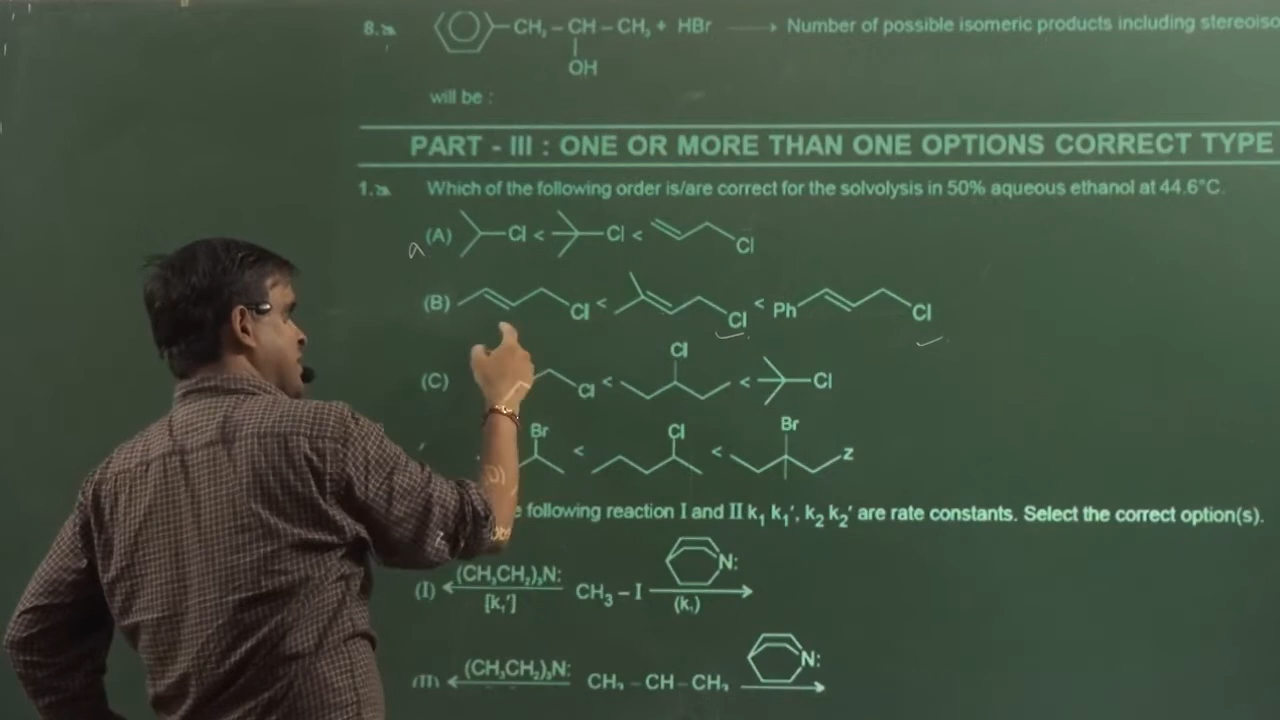 8. CH₂ – CH – CH₃ + HBr ⟶ Number of possible isomeric products including
OH
will be :
PART - III : ONE OR MORE THAN ONE OPTIONS CORRECT TYPE
1. Which of the following order is/are correct for the solvolysis in 50% aqueous ethanol at 44.6°C.
a. (A) Cl < Cl < Cl
(B) Cl < Cl < Ph Cl
(C) Cl < Cl < Cl
Br < Cl < Br z
following reaction I and II k₁ k₁′, k₂ k₂′ are rate constants. Select the correct option(s).
(I) (CH₃CH₂)₃N: CH₃ – I N:
[k₁′] (k₁)
(II) (CH₃CH₂)₃N: CH₃ – CH – CH₃ N: